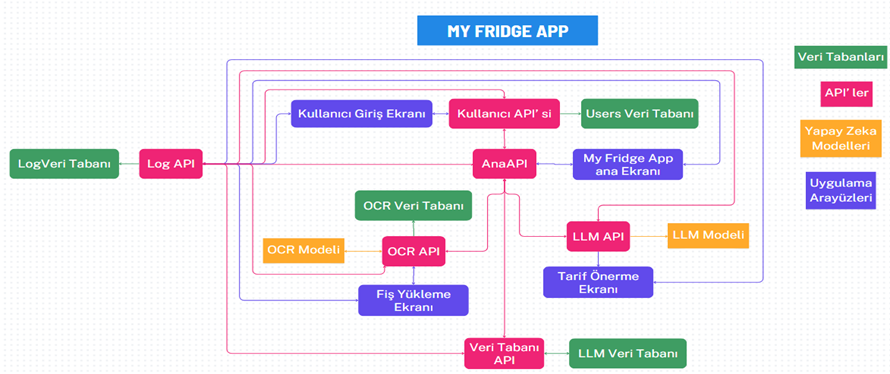 MY FRIDGE APP
Veri Tabanları
API' ler
Yapay Zeka
Modelleri
Uygulama
Arayüzleri
Kullanıcı Giriş Ekranı
Kullanıcı API' si
Users Veri Tabanı
LogVeri Tabanı
Log API
AnaAPI
My Fridge App
ana Ekranı
OCR Veri Tabanı
OCR Modeli
OCR API
LLM API
LLM Modeli
Fiş Yükleme
Ekranı
Tarif Önerme
Ekranı
Veri Tabanı
API
LLM Veri Tabanı